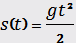 s(t) = gt²/2